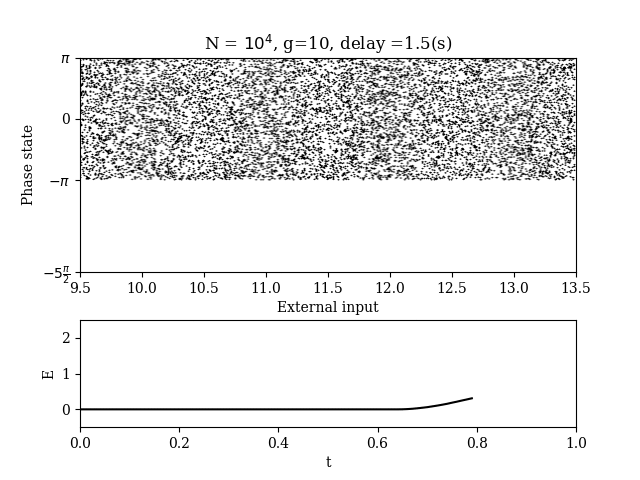 N = 10⁴, g=10, delay =1.5(s)
Phase state
π
0
−π
−5π/2
9.5 10.0 10.5 11.0 11.5 12.0 12.5 13.0 13.5
External input
E
2
1
0
0.0 0.2 0.4 0.6 0.8 1.0
t